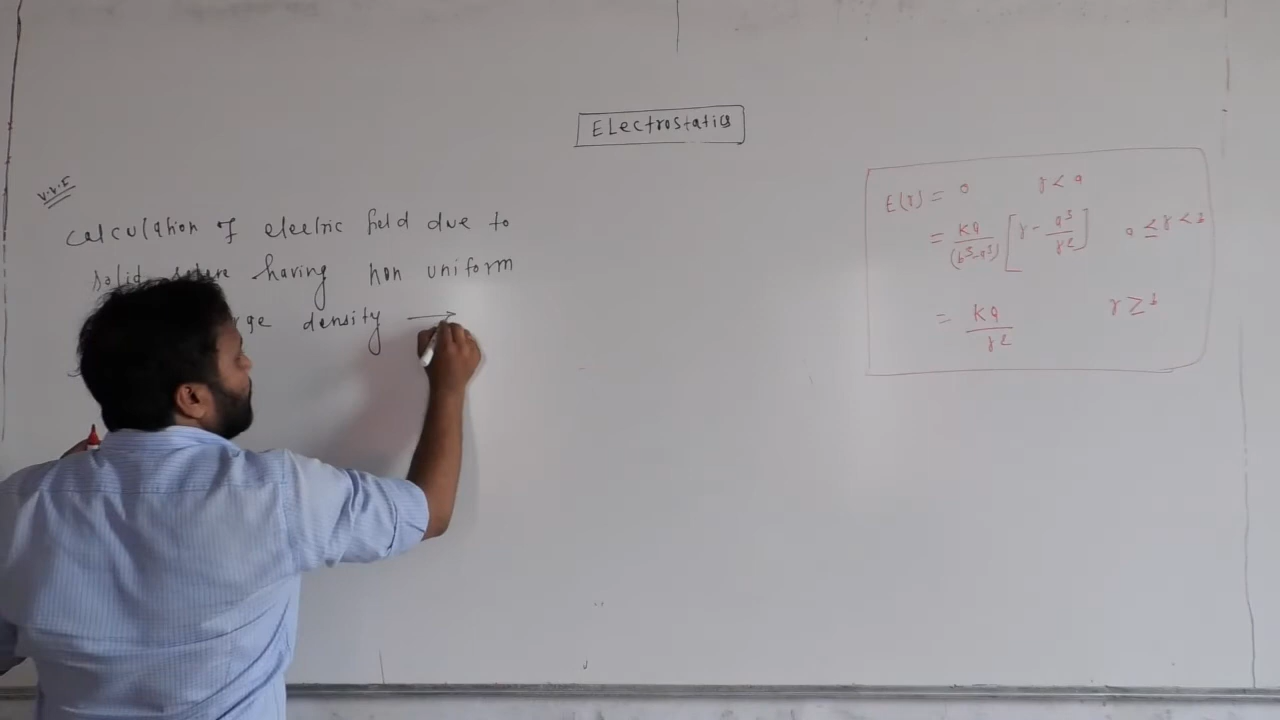 Electrostatics
V.V.I
Calculation of electric field due to
solid having non uniform
density →
E(r) = 0 r < a
= Kq/(b³-a³) [r - a³/r²] a ≤ r < b
= Kq/r² r ≥ b